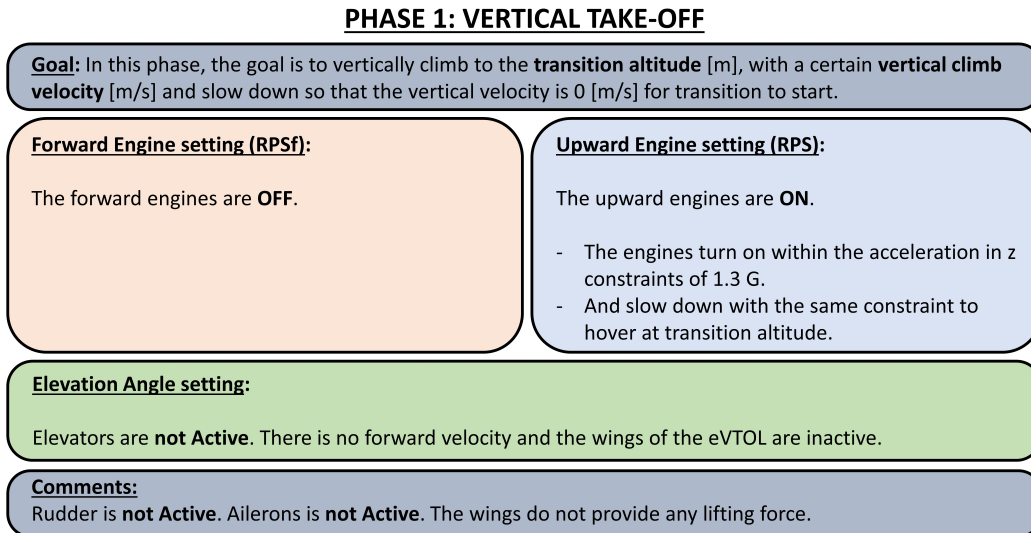 PHASE 1: VERTICAL TAKE-OFF
Goal: In this phase, the goal is to vertically climb to the transition altitude [m], with a certain vertical climb
velocity [m/s] and slow down so that the vertical velocity is 0 [m/s] for transition to start.
Forward Engine setting (RPSf):
The forward engines are OFF.
Upward Engine setting (RPS):
The upward engines are ON.
- The engines turn on within the acceleration in z
constraints of 1.3 G.
- And slow down with the same constraint to
hover at transition altitude.
Elevation Angle setting:
Elevators are not Active. There is no forward velocity and the wings of the eVTOL are inactive.
Comments:
Rudder is not Active. Ailerons is not Active. The wings do not provide any lifting force.